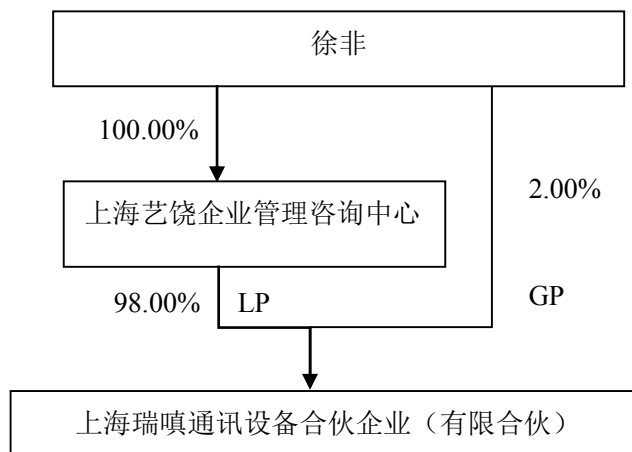 徐非
100.00%
上海艺饶企业管理咨询中心
2.00%
98.00% LP
GP
上海瑞嗔通讯设备合伙企业（有限合伙）